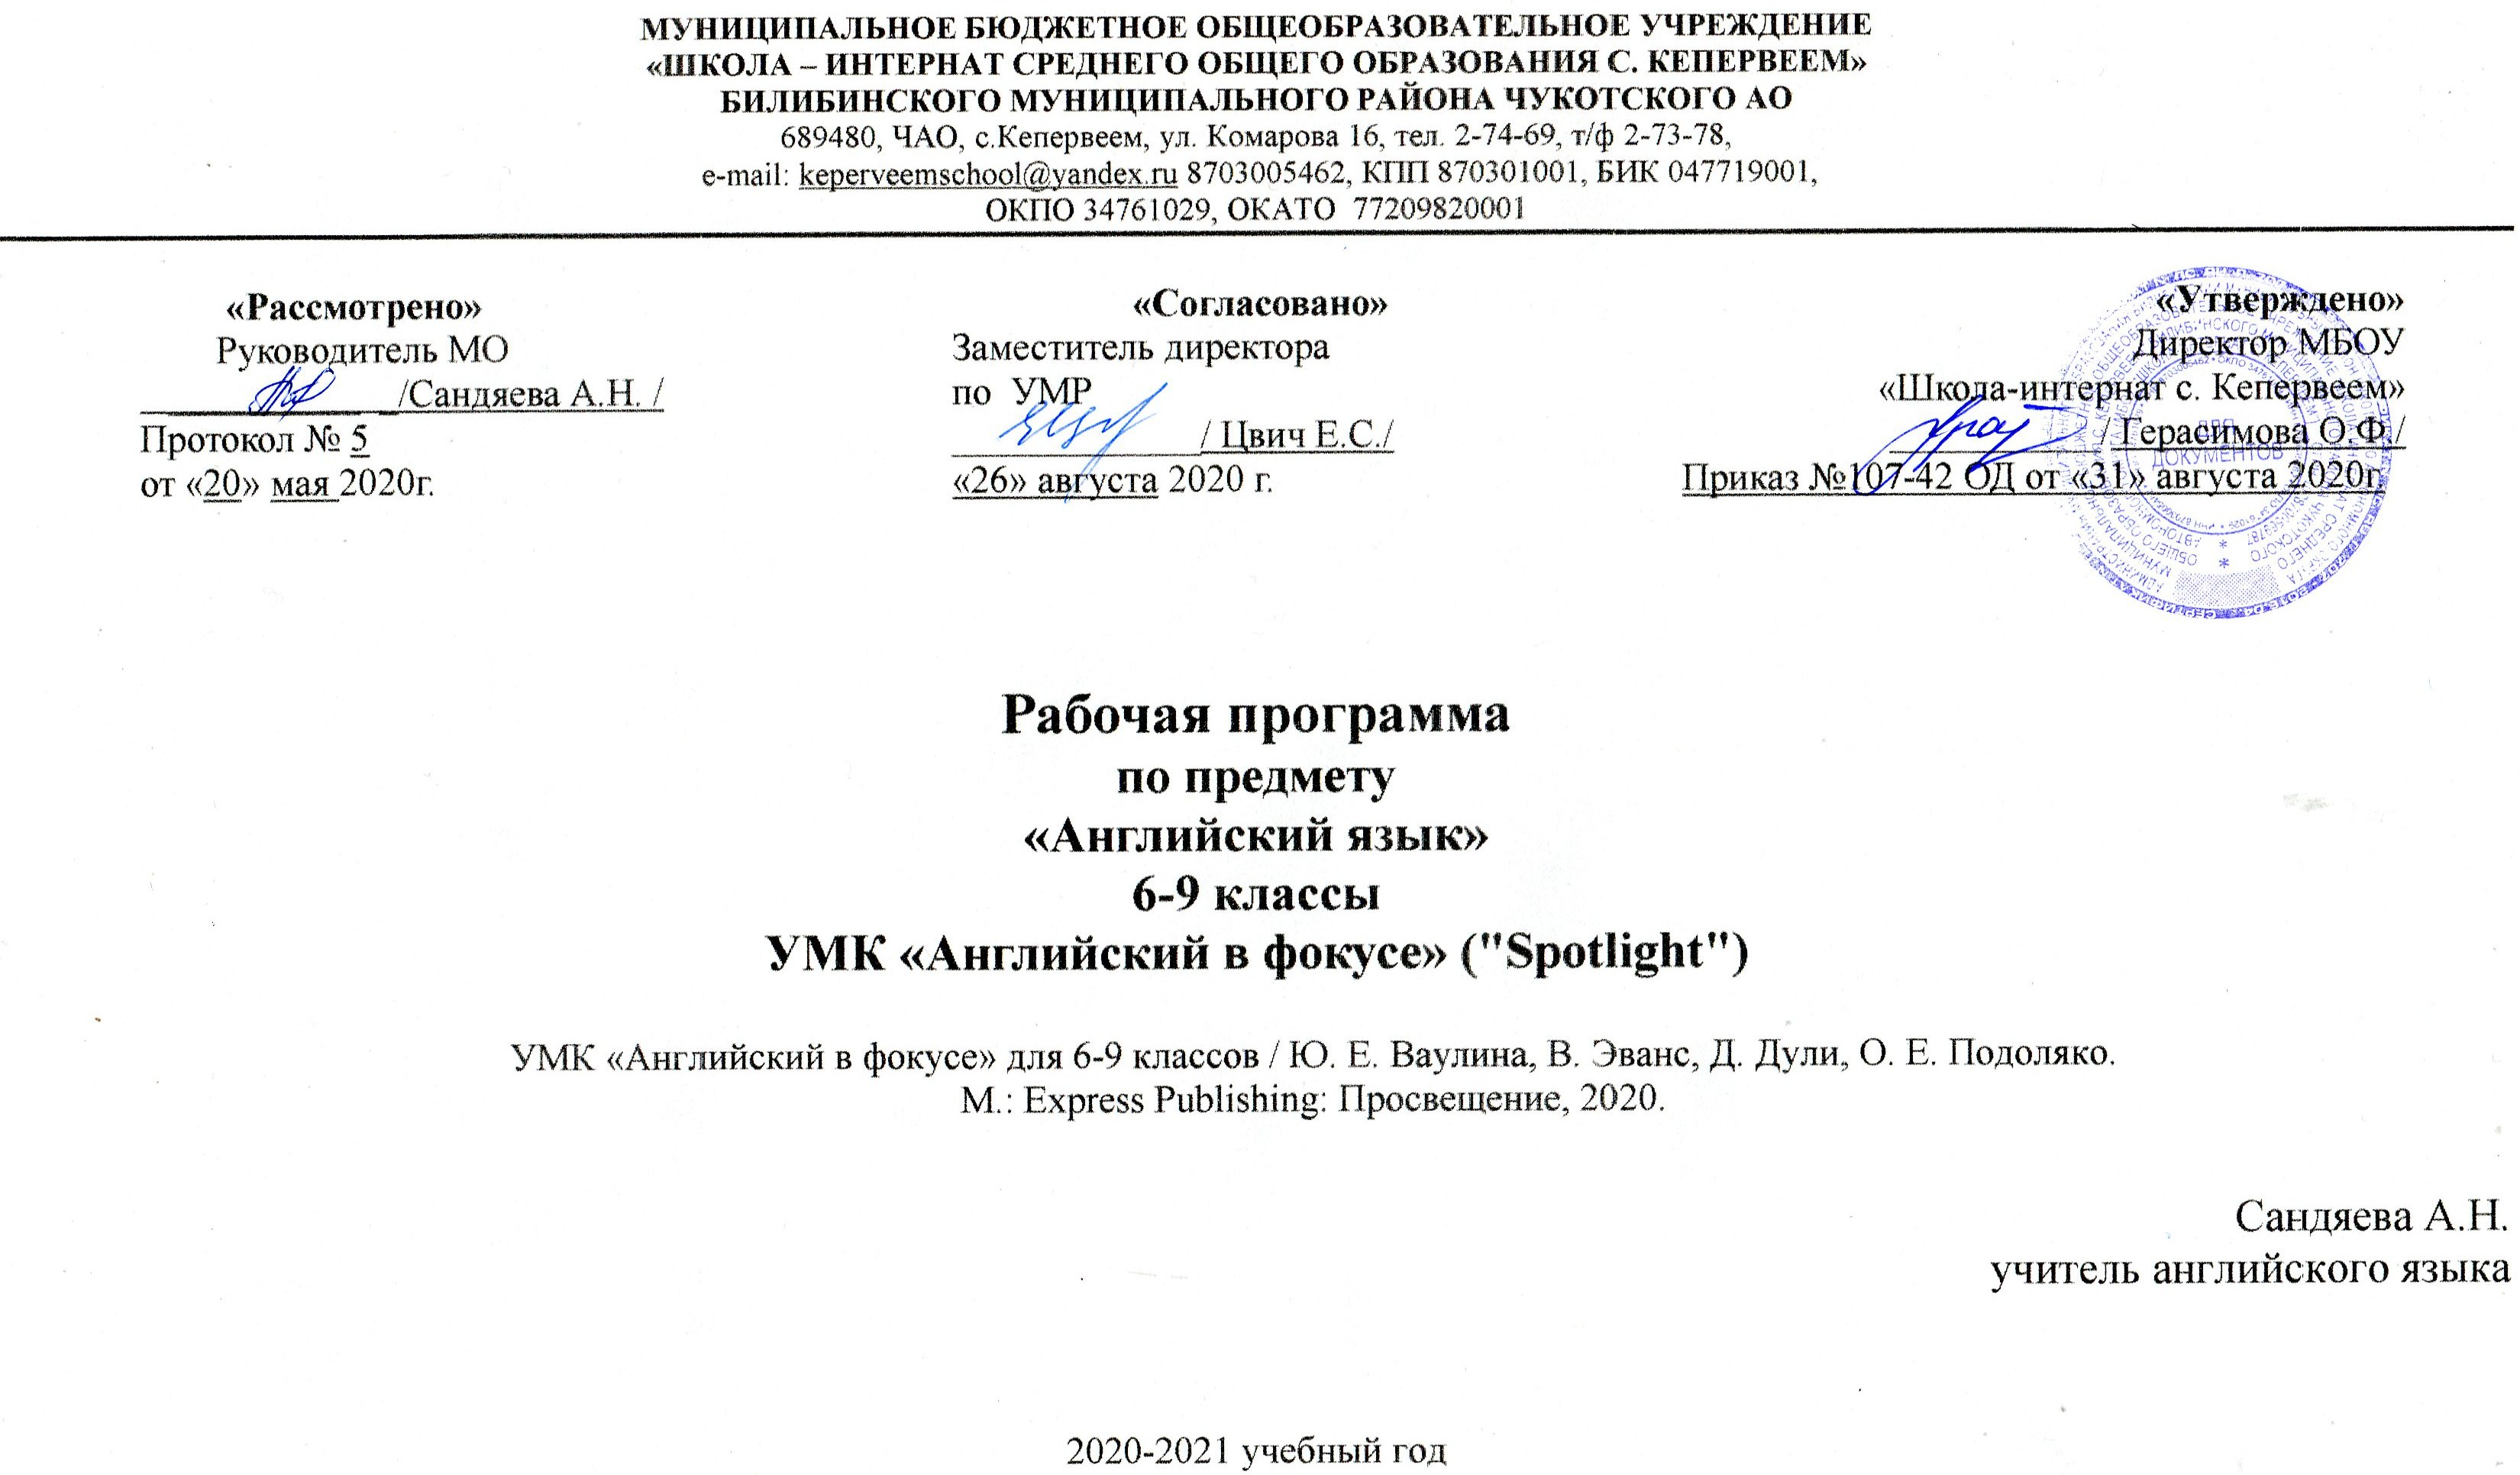 МУНИЦИПАЛЬНОЕ БЮДЖЕТНОЕ ОБЩЕОБРАЗОВАТЕЛЬНОЕ УЧРЕЖДЕНИЕ
«ШКОЛА – ИНТЕРНАТ СРЕДНЕГО ОБЩЕГО ОБРАЗОВАНИЯ С. КЕПЕРВЕЕМ»
БИЛИБИНСКОГО МУНИЦИПАЛЬНОГО РАЙОНА ЧУКОТСКОГО АО
689480, ЧАО, с.Кепервеем, ул. Комарова 16, тел. 2-74-69, т/ф 2-73-78,
e-mail: keperveemschool@yandex.ru 8703005462, КПП 870301001, БИК 047719001,
ОКПО 34761029, ОКАТО 77209820001
«Рассмотрено»
Руководитель МО
/Сандяева А.Н. /
Протокол № 5
от «20» мая 2020г.
«Согласовано»
Заместитель директора
по УМР
/ Цвич Е.С./
«26» августа 2020 г.
«Утверждено»
Директор МБОУ
«Школа-интернат с. Кепервеем»
/ Герасимова О.Ф./
Приказ №107-42 ОД от «31» августа 2020г.
ДОКУМЕНТОВ
Рабочая программа
по предмету
«Английский язык»
6-9 классы
УМК «Английский в фокусе» ("Spotlight")
УМК «Английский в фокусе» для 6-9 классов / Ю. Е. Ваулина, В. Эванс, Д. Дули, О. Е. Подоляко.
М.: Express Publishing: Просвещение, 2020.
Сандяева А.Н.
учитель английского языка
2020-2021 учебный год